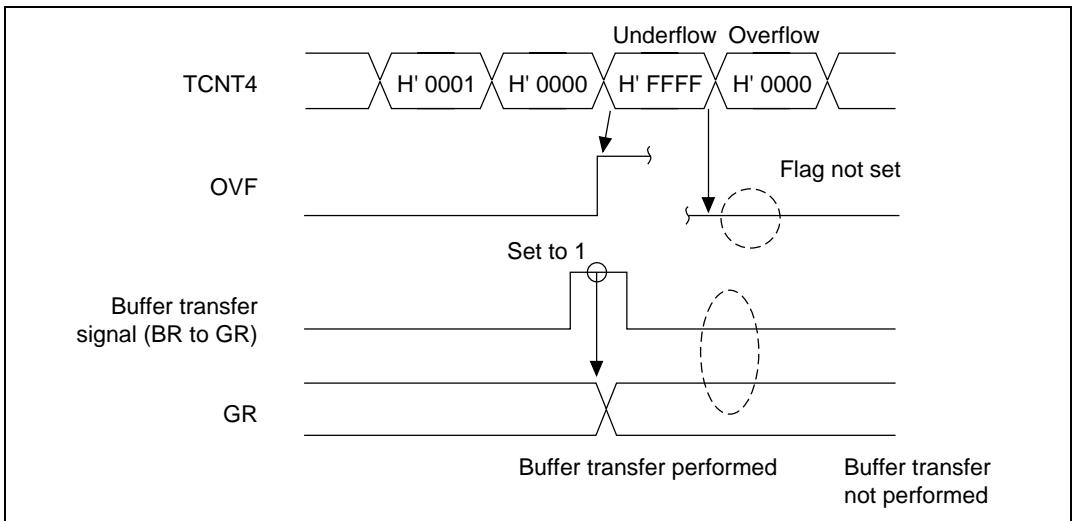 Underflow Overflow
TCNT4 H' 0001 H' 0000 H' FFFF H' 0000
OVF
Flag not set
Set to 1
Buffer transfer
signal (BR to GR)
GR
Buffer transfer performed
Buffer transfer
not performed